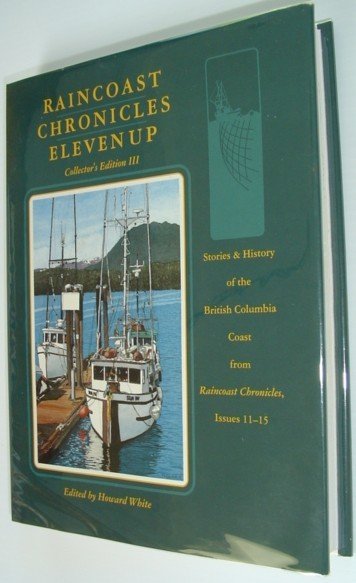 RAINCOAST
CHRONICLES
ELEVEN UP
Collector's Edition III
Stories & History
of the
British Columbia
Coast
from
Raincoast Chronicles,
Issues 11–15
Edited by Howard White